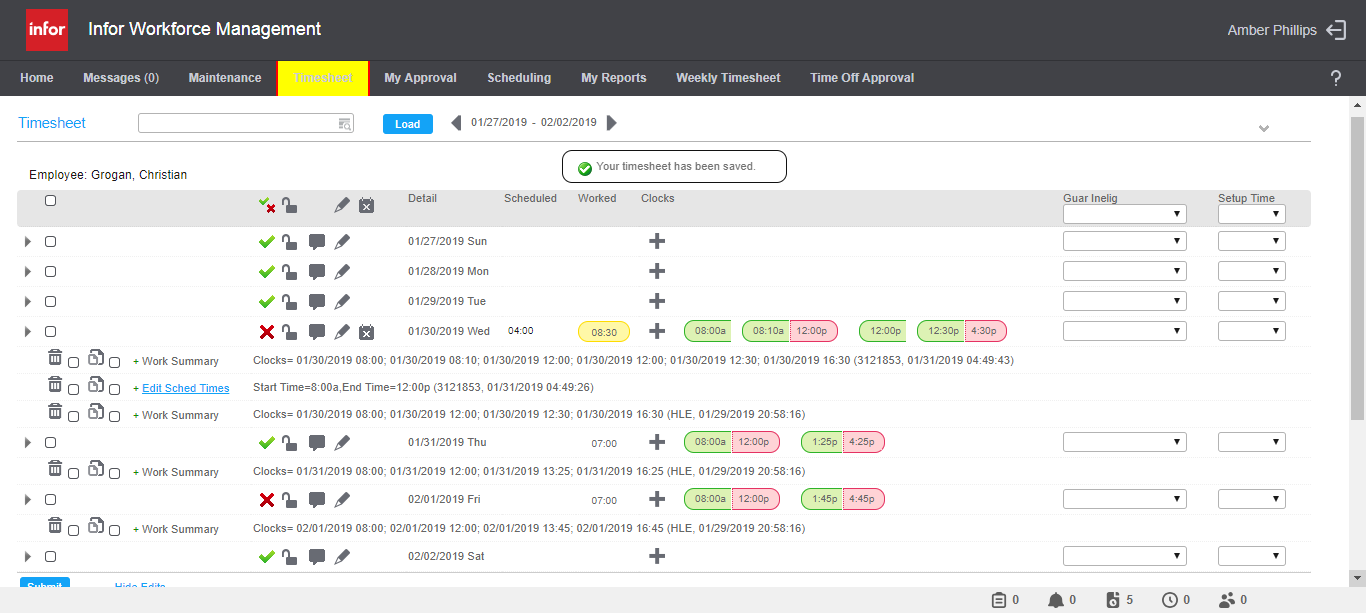 infor Infor Workforce Management Amber Phillips
Home Messages (0) Maintenance Timesheet My Approval Scheduling My Reports Weekly Timesheet Time Off Approval ?
Timesheet Load 01/27/2019 - 02/02/2019
Your timesheet has been saved.
Employee: Grogan, Christian
Detail Scheduled Worked Clocks Guar Inelig Setup Time
01/27/2019 Sun
01/28/2019 Mon
01/29/2019 Tue
01/30/2019 Wed 04:00 08:30 08:00a 08:10a 12:00p 12:00p 12:30p 4:30p
+ Work Summary Clocks= 01/30/2019 08:00; 01/30/2019 08:10; 01/30/2019 12:00; 01/30/2019 12:00; 01/30/2019 12:30; 01/30/2019 16:30 (3121853, 01/31/2019 04:49:43)
+ Edit Sched Times Start Time=8:00a,End Time=12:00p (3121853, 01/31/2019 04:49:26)
+ Work Summary Clocks= 01/30/2019 08:00; 01/30/2019 12:00; 01/30/2019 12:30; 01/30/2019 16:30 (HLE, 01/29/2019 20:58:16)
01/31/2019 Thu 07:00 08:00a 12:00p 1:25p 4:25p
+ Work Summary Clocks= 01/31/2019 08:00; 01/31/2019 12:00; 01/31/2019 13:25; 01/31/2019 16:25 (HLE, 01/29/2019 20:58:16)
02/01/2019 Fri 07:00 08:00a 12:00p 1:45p 4:45p
+ Work Summary Clocks= 02/01/2019 08:00; 02/01/2019 12:00; 02/01/2019 13:45; 02/01/2019 16:45 (HLE, 01/29/2019 20:58:16)
02/02/2019 Sat
Submit Hide Edits
0 0 5 0 0